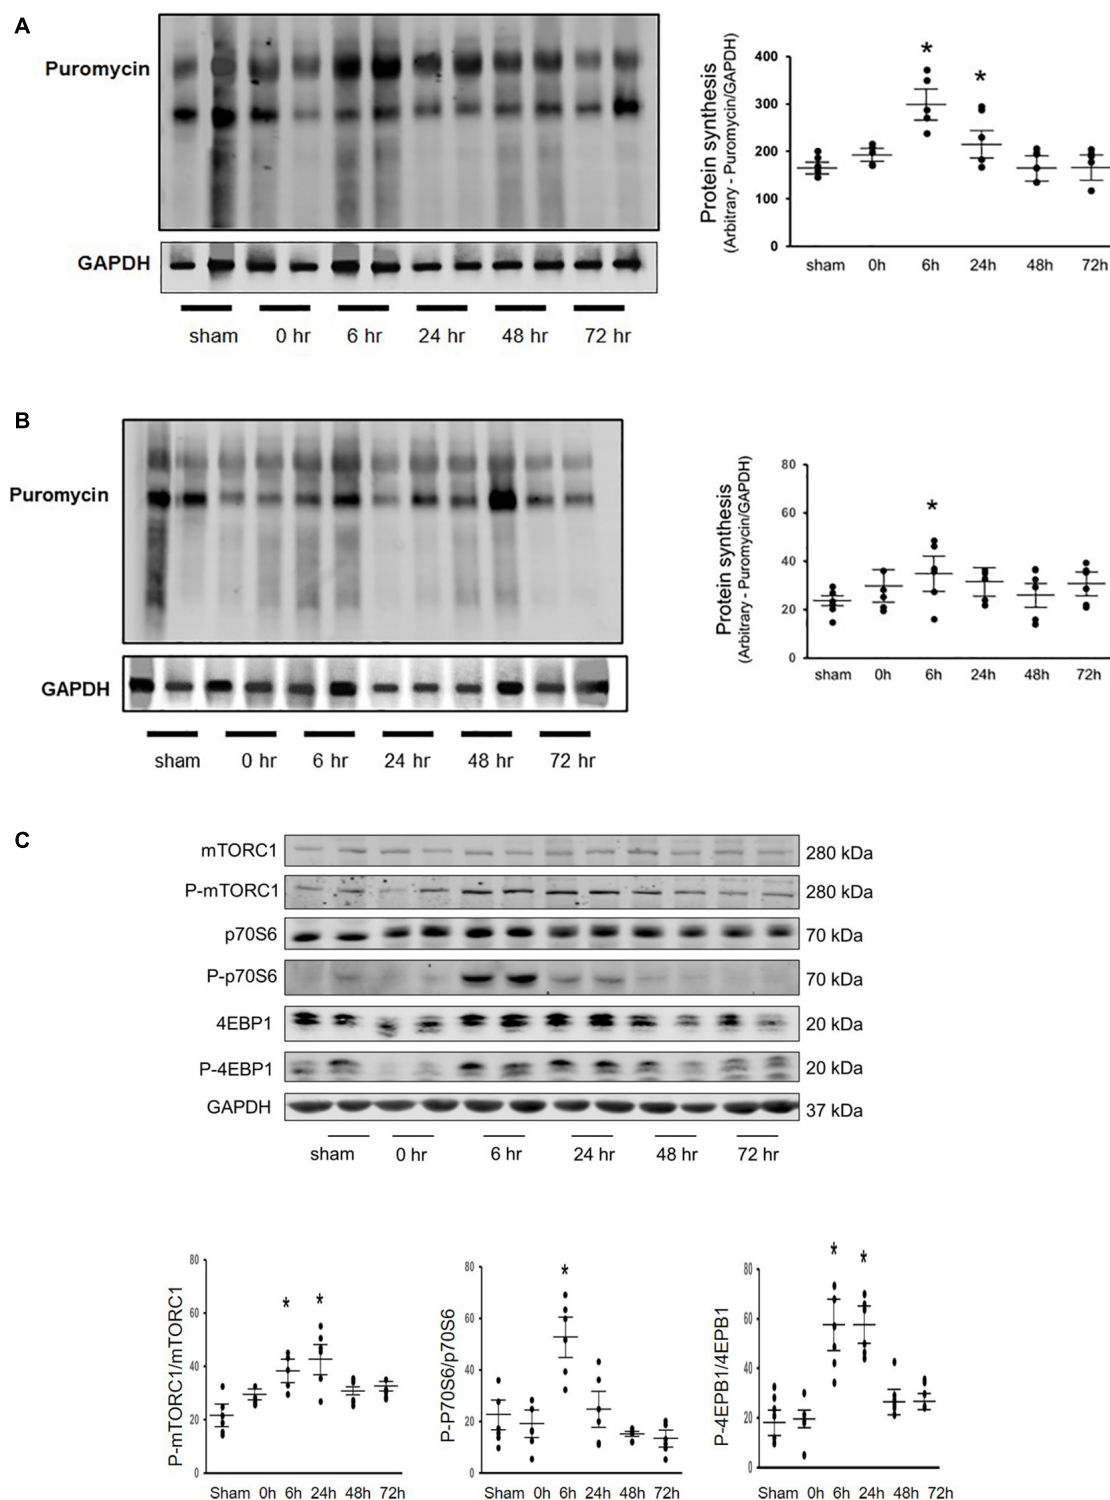 A
Puromycin
GAPDH
sham 0 hr 6 hr 24 hr 48 hr 72 hr
Protein synthesis
(Arbitrary - Puromycin/GAPDH)
400
300
200
100
0
* *
sham 0h 6h 24h 48h 72h
B
Puromycin
GAPDH
sham 0 hr 6 hr 24 hr 48 hr 72 hr
Protein synthesis
(Arbitrary - Puromycin/GAPDH)
80
60
40
20
0
*
sham 0h 6h 24h 48h 72h
C
mTORC1 280 kDa
P-mTORC1 280 kDa
p70S6 70 kDa
P-p70S6 70 kDa
4EBP1 20 kDa
P-4EBP1 20 kDa
GAPDH 37 kDa
sham 0 hr 6 hr 24 hr 48 hr 72 hr
P-mTORC1/mTORC1
80
60
40
20
0
* *
Sham 0h 6h 24h 48h 72h
P-P70S6/p70S6
80
60
40
20
0
*
Sham 0h 6h 24h 48h 72h
P-4EPB1/4EPB1
80
60
40
20
0
* *
Sham 0h 6h 24h 48h 72h